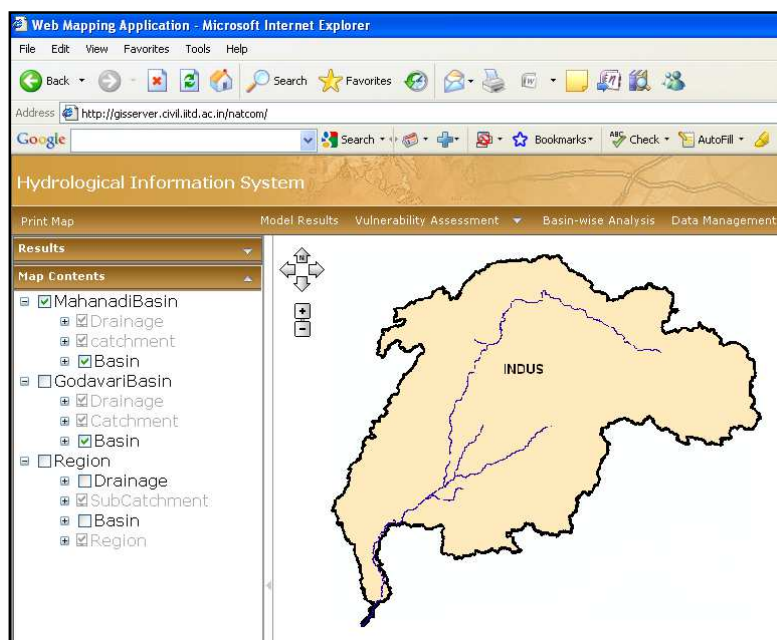 Web Mapping Application - Microsoft Internet Explorer
File Edit View Favorites Tools Help
Back Search Favorites
Address http://gisserver.civil.iitd.ac.in/natcom/
Google Search Bookmarks ABC Check AutoFill
Hydrological Information System
Print Map Model Results Vulnerability Assessment Basin-wise Analysis Data Management
Results
Map Contents
N
MahanadiBasin
Drainage
catchment
Basin
GodavariBasin
Drainage
Catchment
Basin
Region
Drainage
SubCatchment
Basin
Region
INDUS